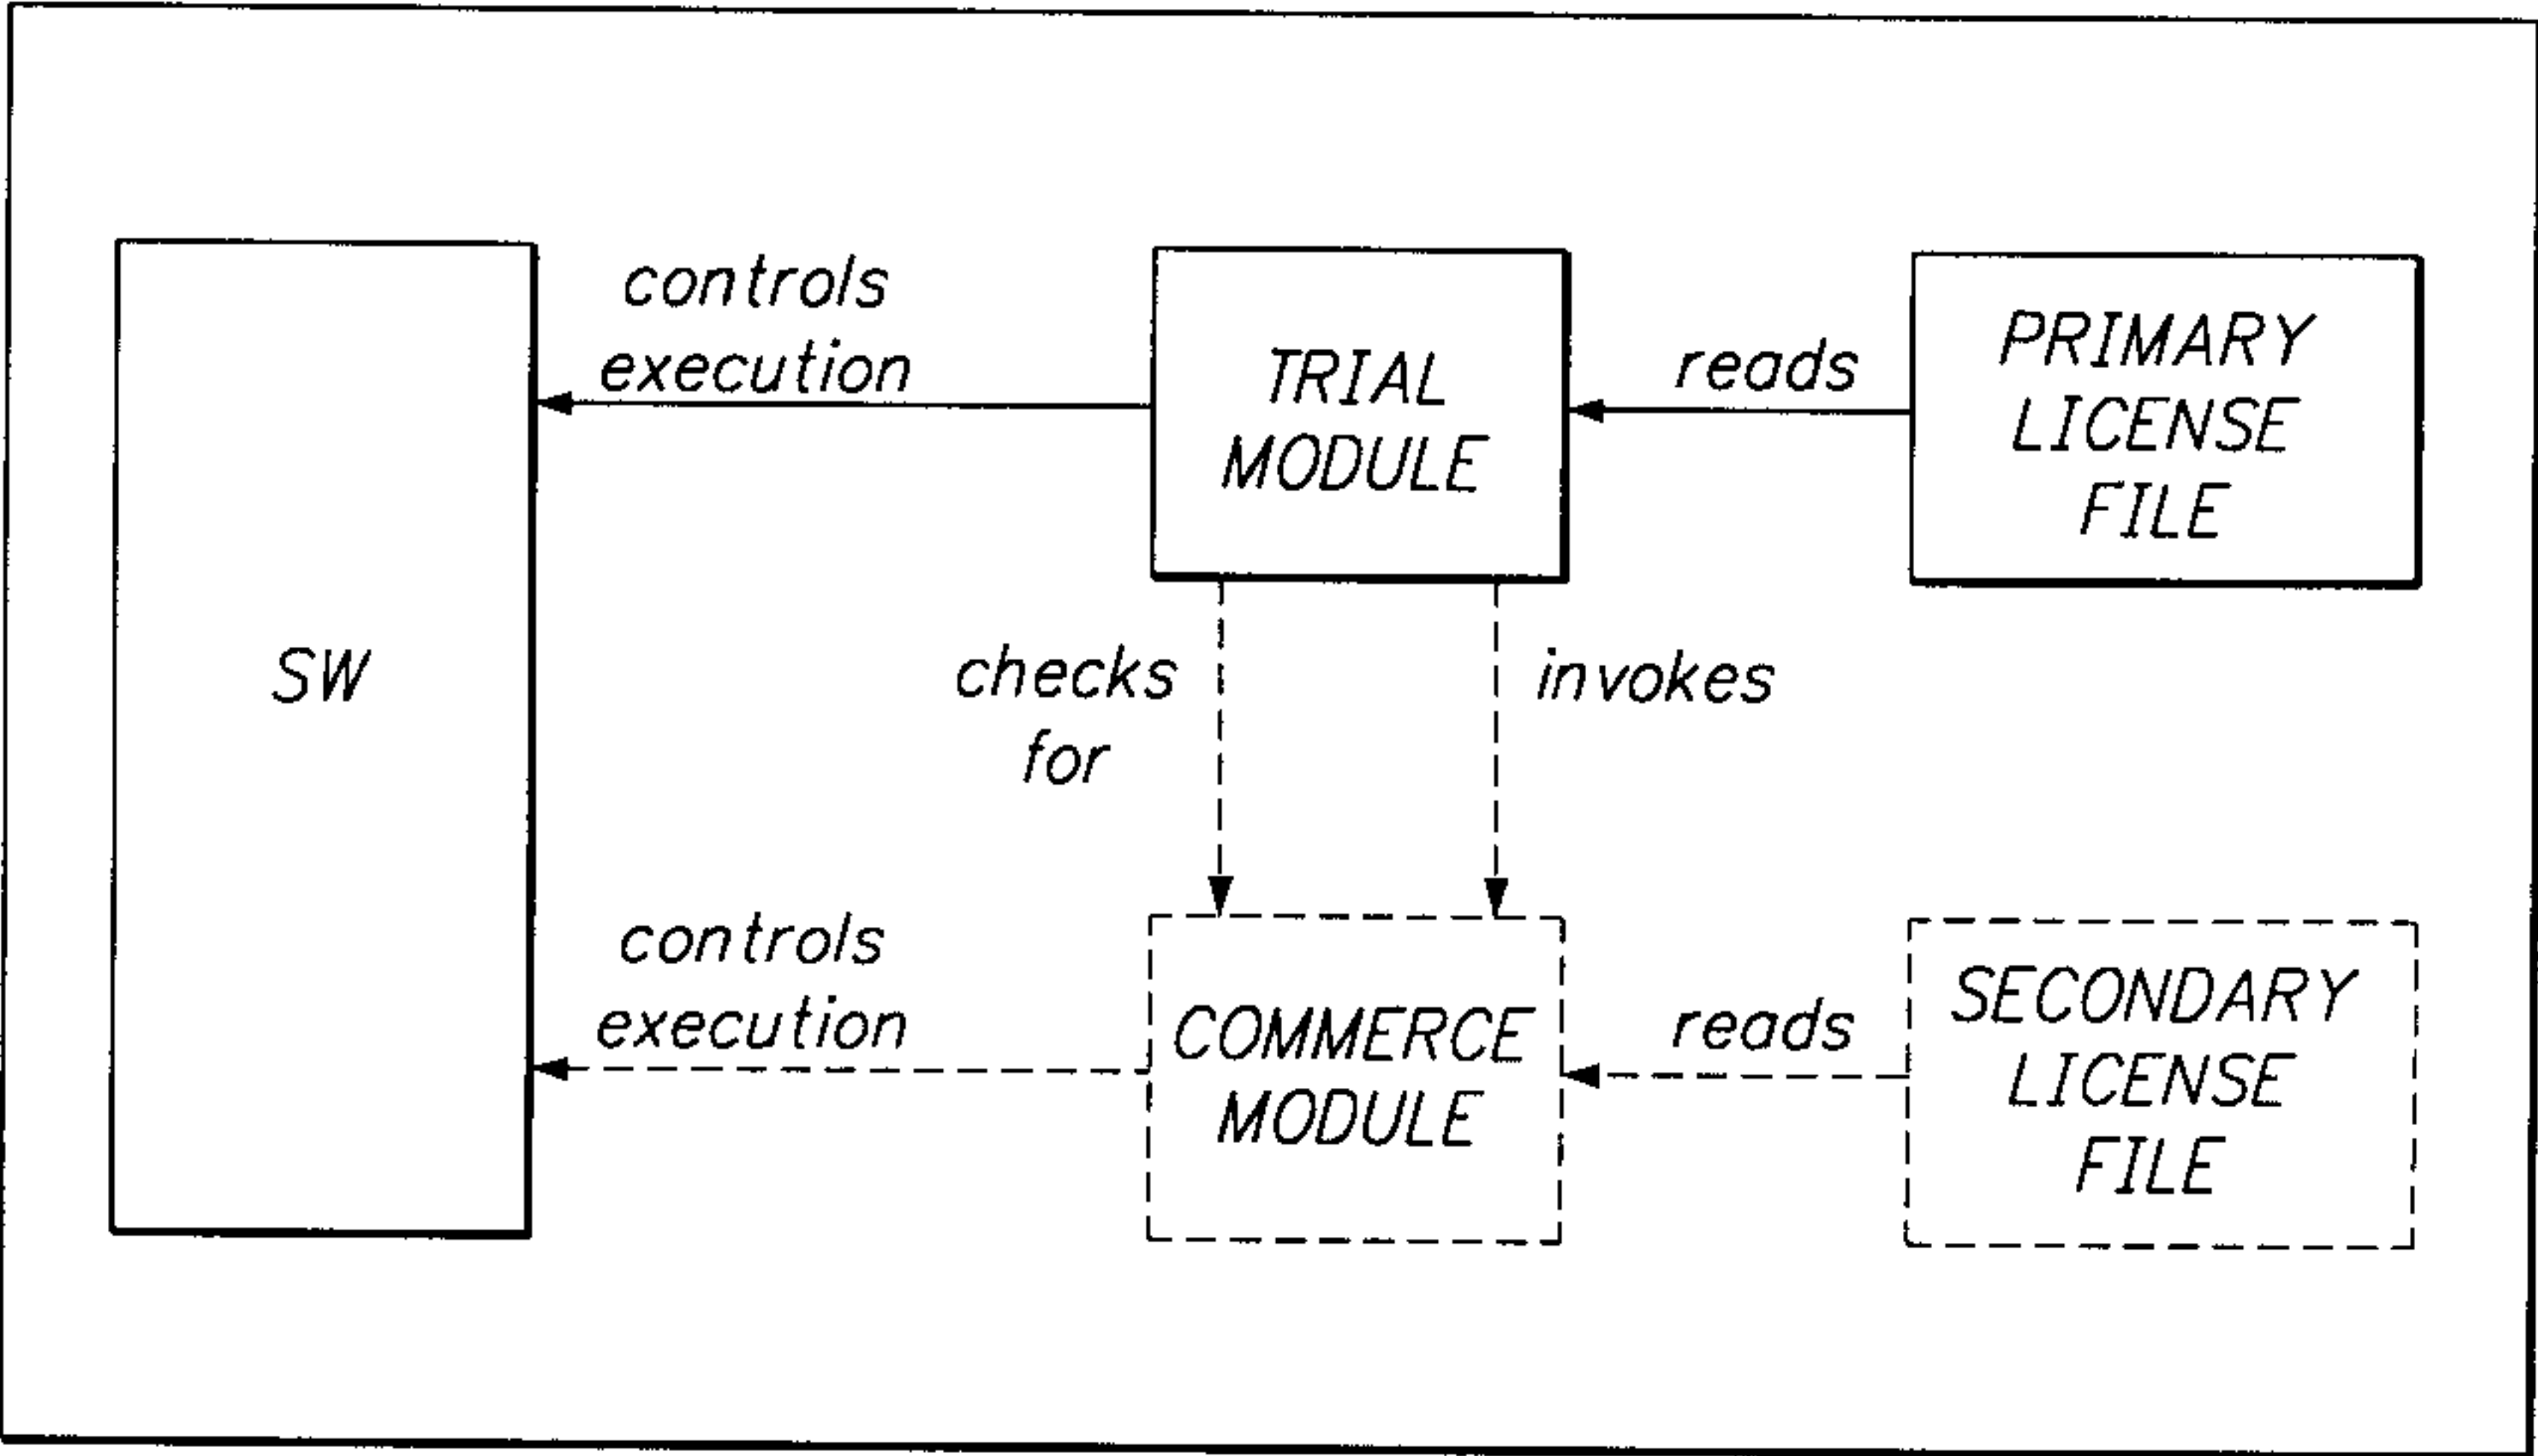 controls
execution
TRIAL
MODULE
reads
PRIMARY
LICENSE
FILE
SW
checks
for
invokes
controls
execution
COMMERCE
MODULE
reads
SECONDARY
LICENSE
FILE